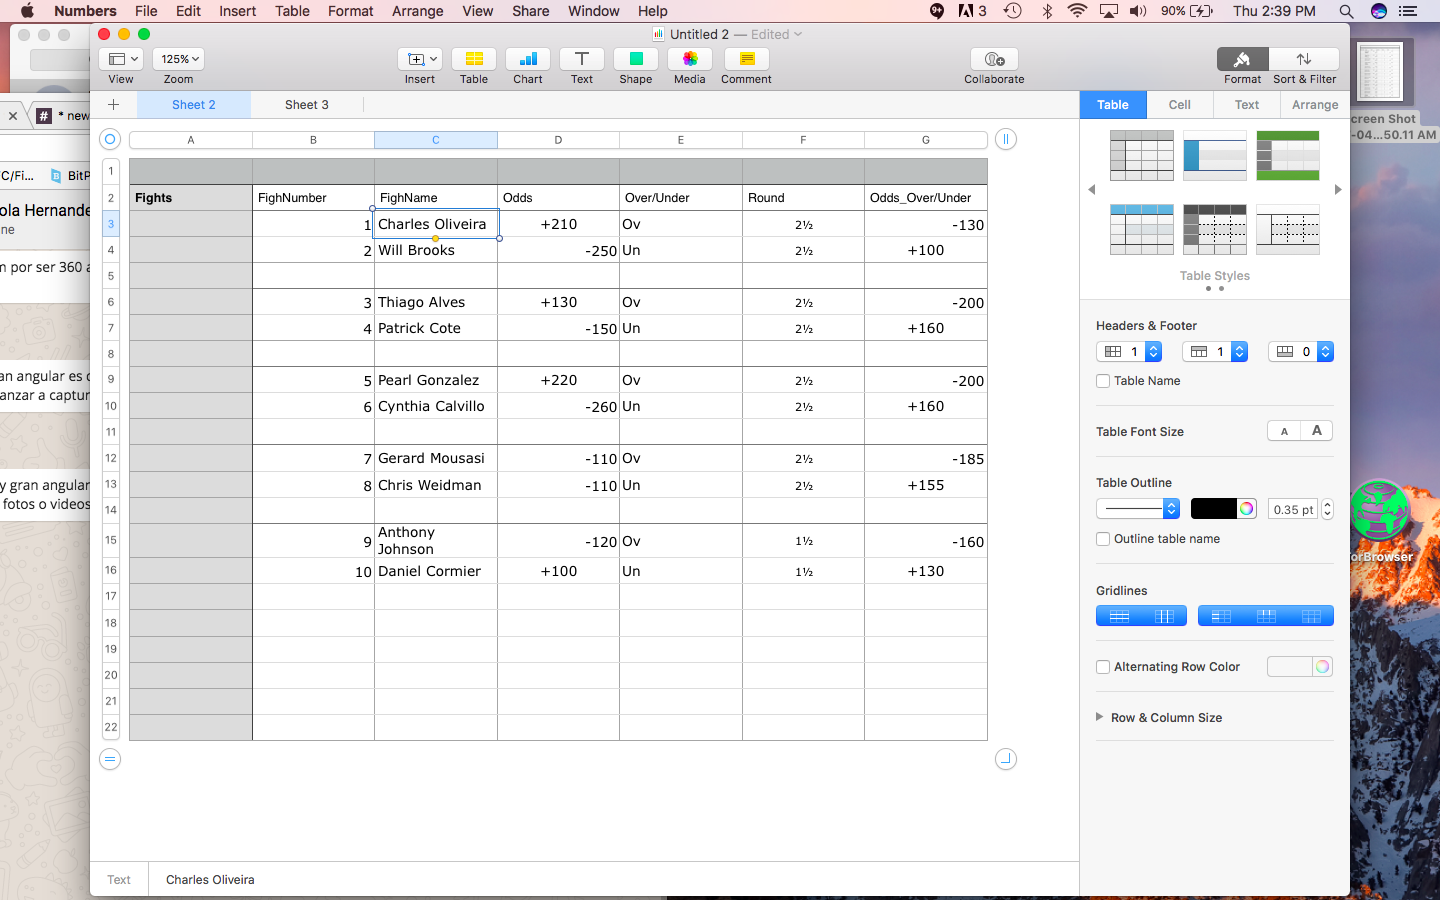 Numbers File Edit Insert Table Format Arrange View Share Window Help
9+ 3 90% Thu 2:39 PM
Untitled 2 — Edited
125%
View Zoom Insert Table Chart Text Shape Media Comment Collaborate Format Sort & Filter
Sheet 2 Sheet 3
Table Cell Text Arrange
A B C D E F G
1
2 Fights FighNumber FighName Odds Over/Under Round Odds_Over/Under
3 1 Charles Oliveira +210 Ov 2½ -130
4 2 Will Brooks -250 Un 2½ +100
5
6 3 Thiago Alves +130 Ov 2½ -200
7 4 Patrick Cote -150 Un 2½ +160
8
9 5 Pearl Gonzalez +220 Ov 2½ -200
10 6 Cynthia Calvillo -260 Un 2½ +160
11
12 7 Gerard Mousasi -110 Ov 2½ -185
13 8 Chris Weidman -110 Un 2½ +155
14
15 9 Anthony Johnson -120 Ov 1½ -160
16 10 Daniel Cormier +100 Un 1½ +130
17
18
19
20
21
22
Text Charles Oliveira
Table Styles
Headers & Footer
1 1 0
Table Name
Table Font Size A A
Table Outline
0.35 pt
Outline table name
Gridlines
Alternating Row Color
Row & Column Size
# * new
C/Fi... BitP
ola Hernande
ne
n por ser 360 a
an angular es
anzar a captur
y gran angular
fotos o videos
creen Shot
-04...50.11 AM
orBrowser